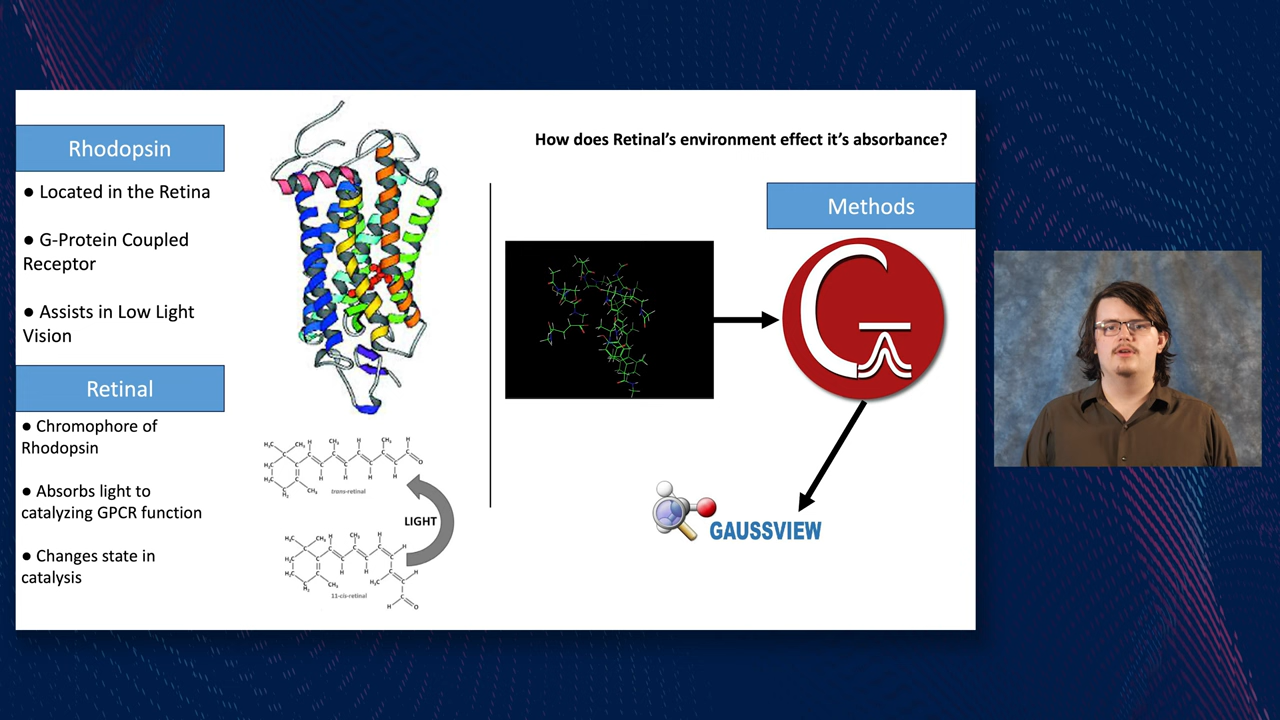 Rhodopsin
● Located in the Retina
● G-Protein Coupled
Receptor
● Assists in Low Light
Vision
Retinal
● Chromophore of
Rhodopsin
● Absorbs light to
catalyzing GPCR function
● Changes state in
catalysis
trans-retinal
LIGHT
11-cis-retinal
How does Retinal's environment effect it's absorbance?
Methods
GAUSSVIEW